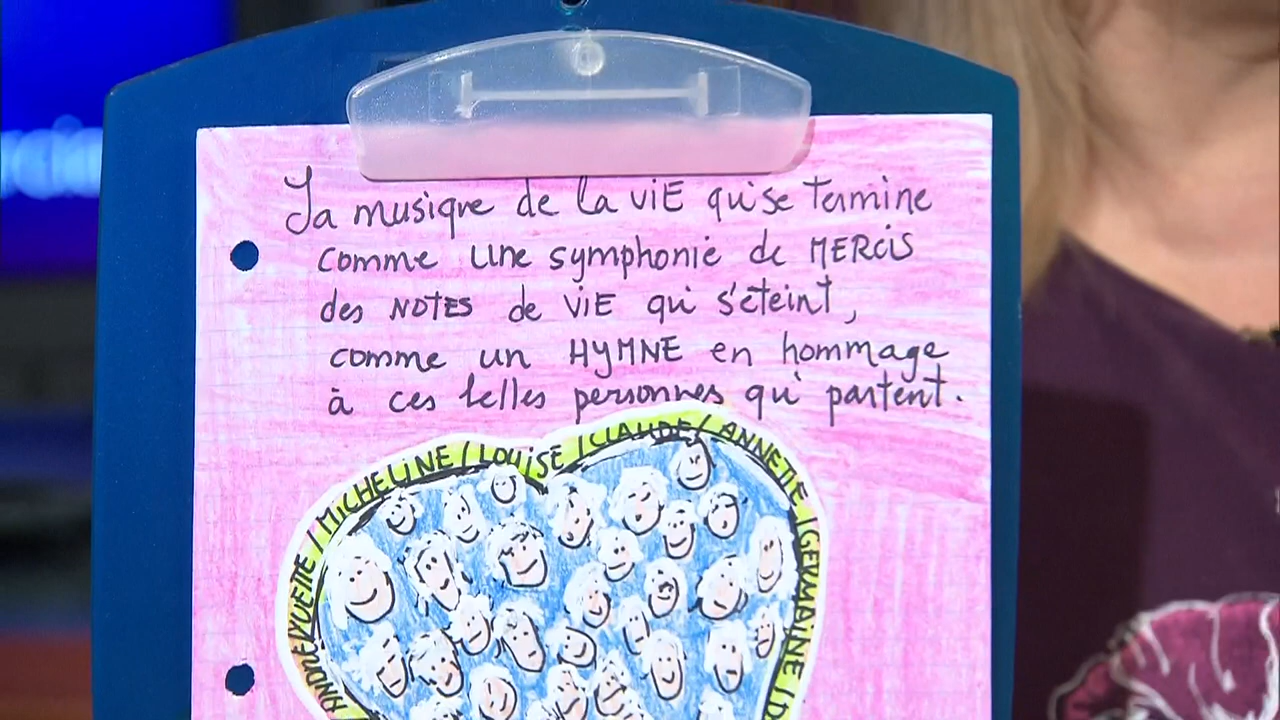 La musique de la viE qui se termine
comme une symphonie de MERCIS
des NOTES de ViE qui s'éteint,
comme un HYMNE en hommage
à ces belles personnes qui partent.
ANDRÉ / ODETTE / MICHELINE / LOUISE / CLAUDE / ANNETTE / GERMAINE / D